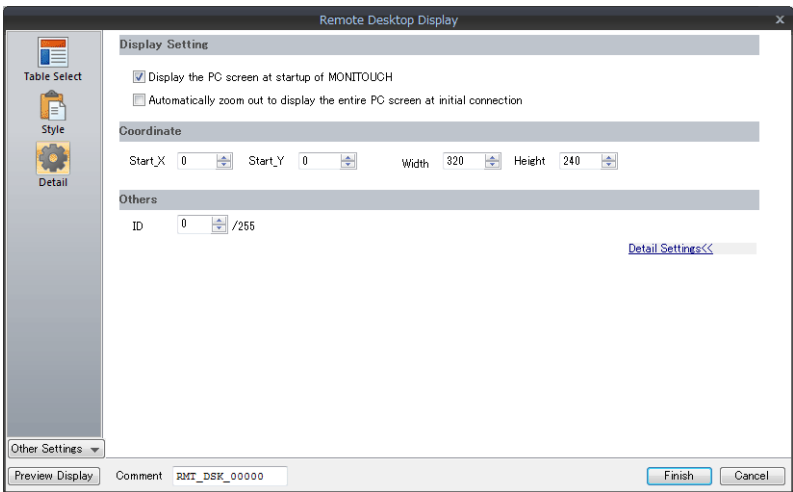 Remote Desktop Display x
Table Select
Style
Detail
Display Setting
Display the PC screen at startup of MONITOUCH
Automatically zoom out to display the entire PC screen at initial connection
Coordinate
Start_X 0 Start_Y 0 Width 320 Height 240
Others
ID 0 /255
Detail Settings<<
Other Settings
Preview Display Comment RMT_DSK_00000 Finish Cancel